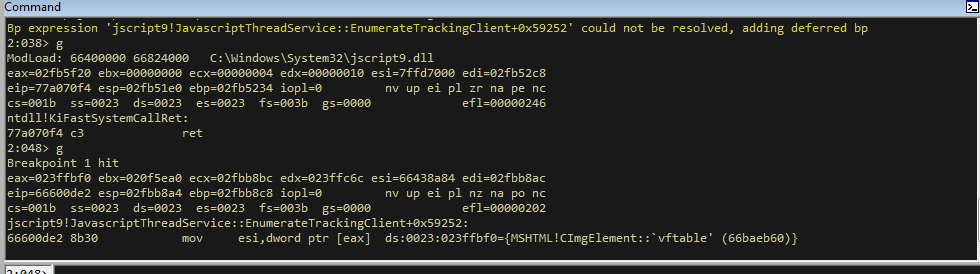 Command
Bp expression 'jscript9!JavascriptThreadService::EnumerateTrackingClient+0x59252' could not be resolved, adding deferred bp
2:038> g
ModLoad: 66400000 66824000   C:\Windows\System32\jscript9.dll
eax=02fb5f20 ebx=00000000 ecx=00000004 edx=00000010 esi=7ffd7000 edi=02fb52c8
eip=77a070f4 esp=02fb51e0 ebp=02fb5234 iopl=0         nv up ei pl zr na pe nc
cs=001b  ss=0023  ds=0023  es=0023  fs=003b  gs=0000             efl=00000246
ntdll!KiFastSystemCallRet:
77a070f4 c3              ret
2:048> g
Breakpoint 1 hit
eax=023ffbf0 ebx=020f5ea0 ecx=02fbb8bc edx=023ffc6c esi=66438a84 edi=02fbb8ac
eip=66600de2 esp=02fbb8a4 ebp=02fbb8c8 iopl=0         nv up ei pl nz na po nc
cs=001b  ss=0023  ds=0023  es=0023  fs=003b  gs=0000             efl=00000202
jscript9!JavascriptThreadService::EnumerateTrackingClient+0x59252:
66600de2 8b30            mov     esi,dword ptr [eax]  ds:0023:023ffbf0={MSHTML!CImgElement::`vftable' (66baeb60)}
2:048>